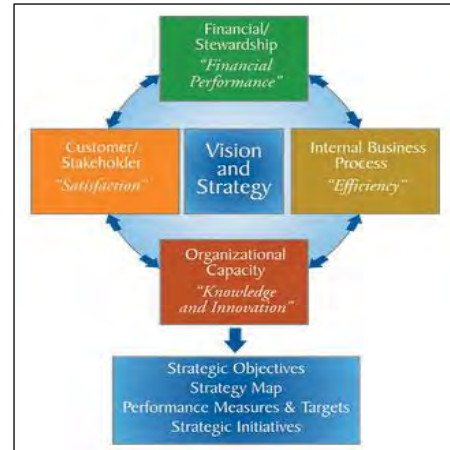 Financial/
Stewardship
"Financial
Performance"
Customer/
Stakeholder
"Satisfaction"
Vision
and
Strategy
Internal Business
Process
"Efficiency"
Organizational
Capacity
"Knowledge
and Innovation"
Strategic Objectives
Strategy Map
Performance Measures & Targets
Strategic Initiatives